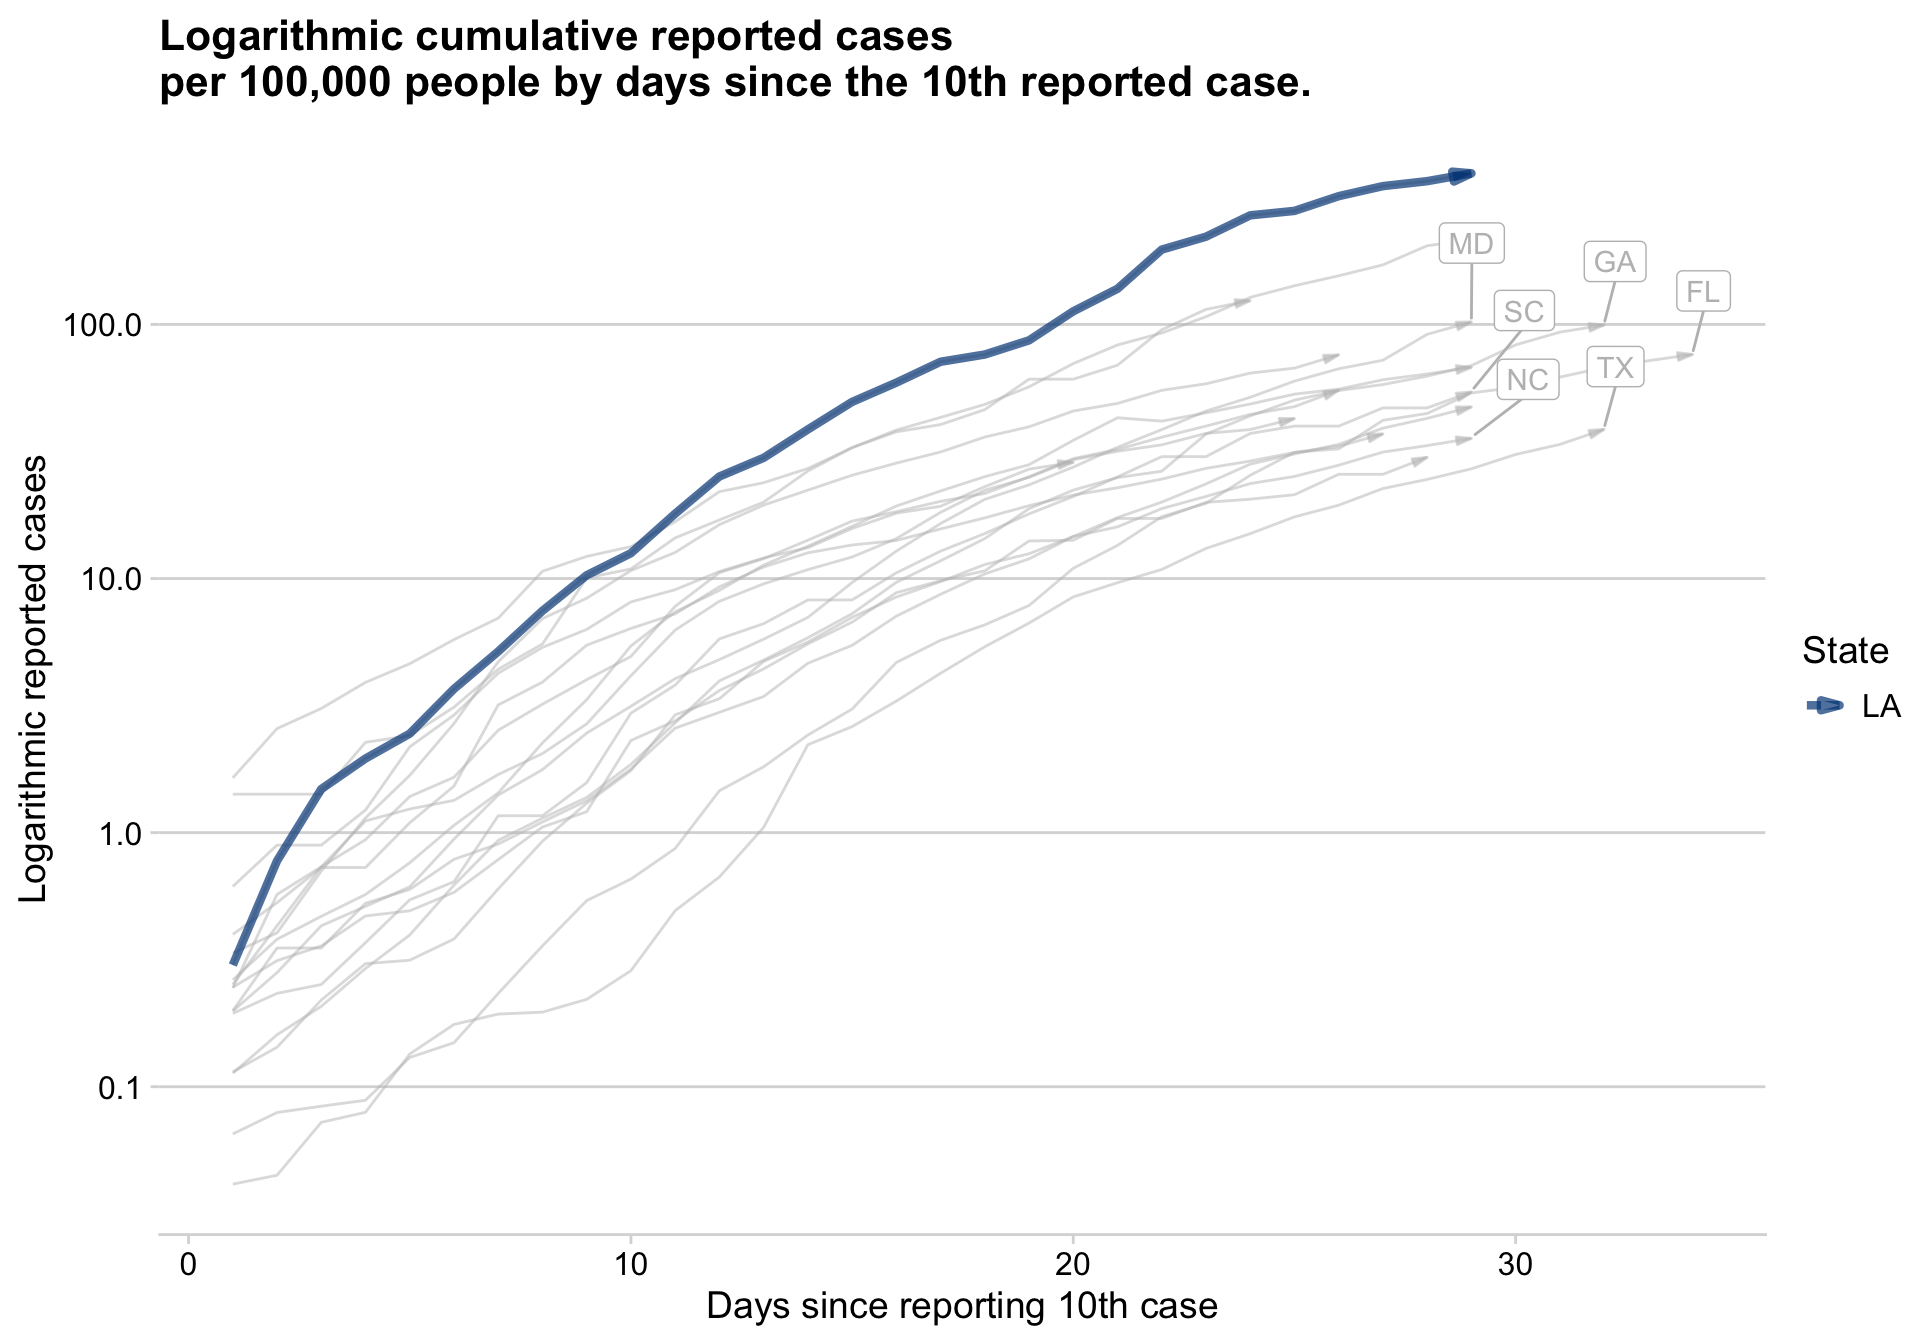 Logarithmic cumulative reported cases
per 100,000 people by days since the 10th reported case.
MD
GA
FL
SC
TX
NC
100.0
10.0
1.0
0.1
Logarithmic reported cases
0
10
20
30
Days since reporting 10th case
State
LA